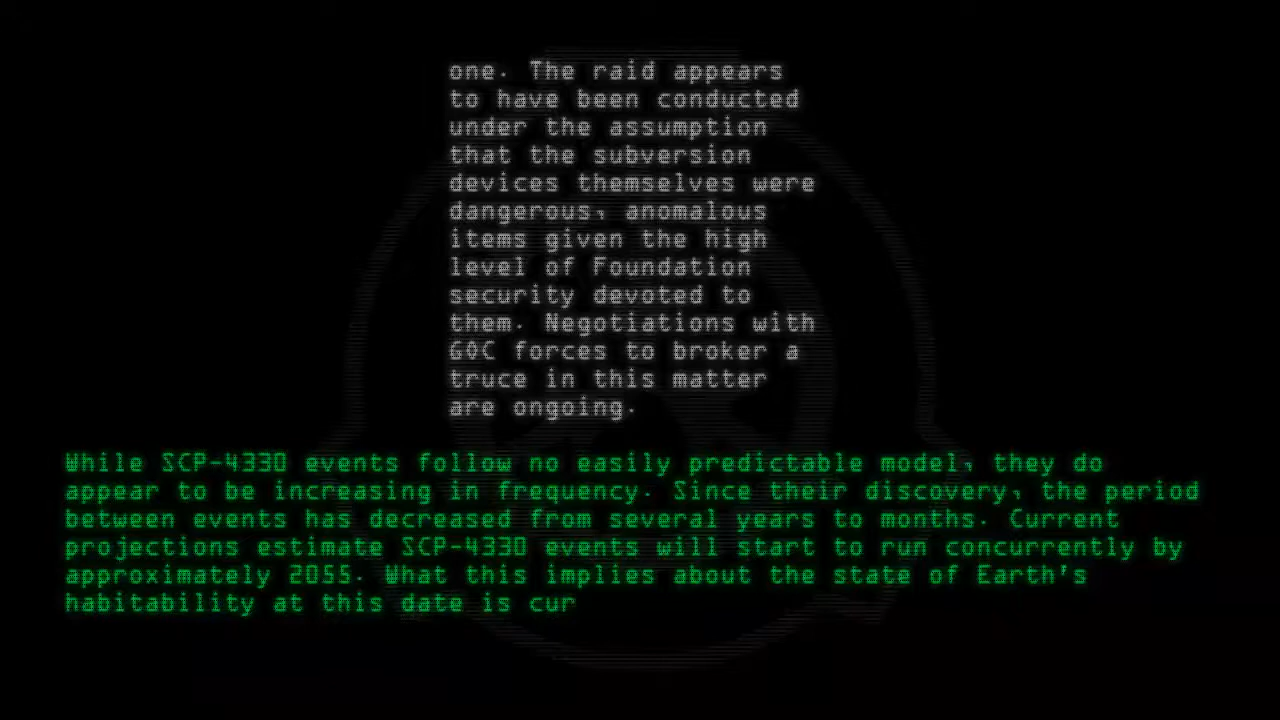 one. The raid appears
to have been conducted
under the assumption
that the subversion
devices themselves were
dangerous, anomalous
items given the high
level of Foundation
security devoted to
them. Negotiations with
GOC forces to broker a
truce in this matter
are ongoing.
While SCP-4330 events follow no easily predictable model, they do
appear to be increasing in frequency. Since their discovery, the period
between events has decreased from several years to months. Current
projections estimate SCP-4330 events will start to run concurrently by
approximately 2055. What this implies about the state of Earth's
habitability at this date is cur